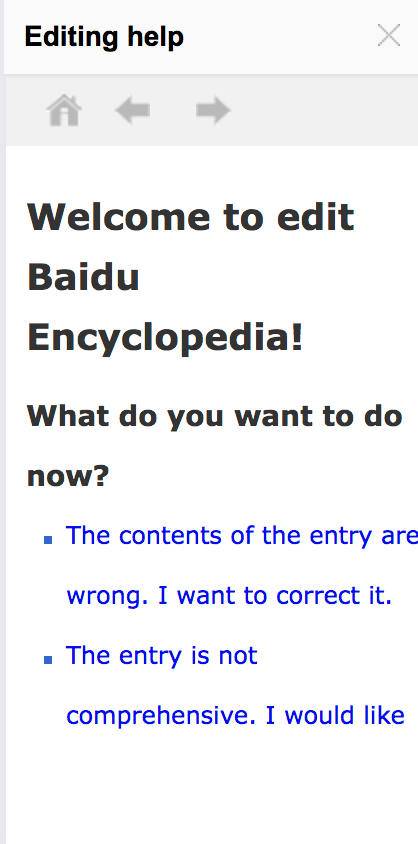 Editing help
Welcome to edit
Baidu
Encyclopedia!
What do you want to do
now?
The contents of the entry are
wrong. I want to correct it.
The entry is not
comprehensive. I would like